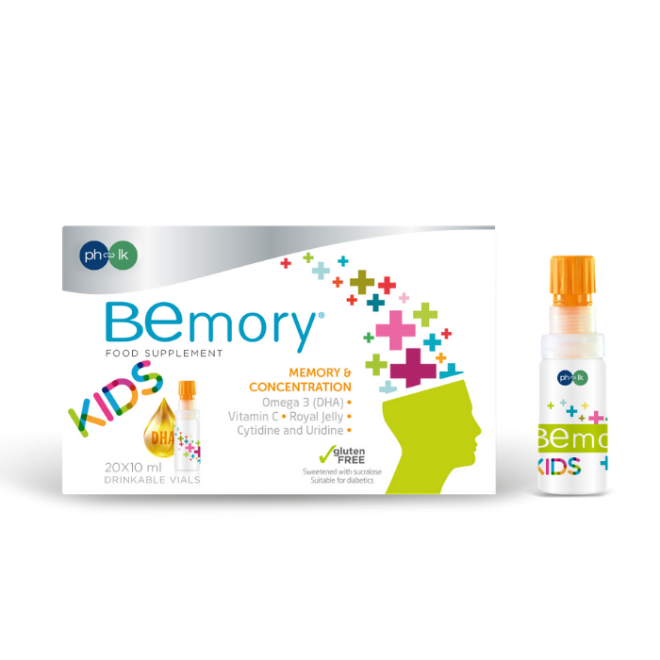 ph lk
Bemory®
FOOD SUPPLEMENT
KIDS
MEMORY &
CONCENTRATION
Omega 3 (DHA) •
Vitamin C • Royal Jelly •
Cytidine and Uridine •
DHA
gluten
FREE
Sweetened with sucralose
Suitable for diabetics
20X10 ml
DRINKABLE VIALS
ph lk
Bemo
KIDS